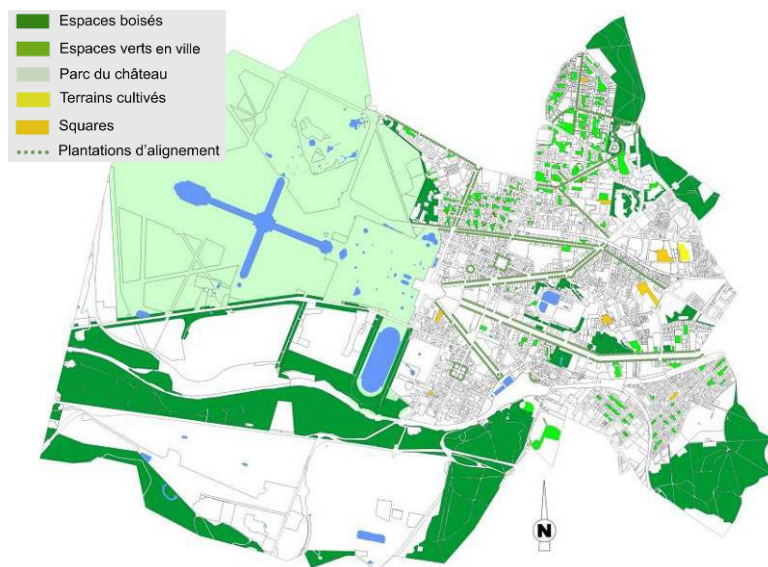 Espaces boisés
Espaces verts en ville
Parc du château
Terrains cultivés
Squares
Plantations d'alignement
N